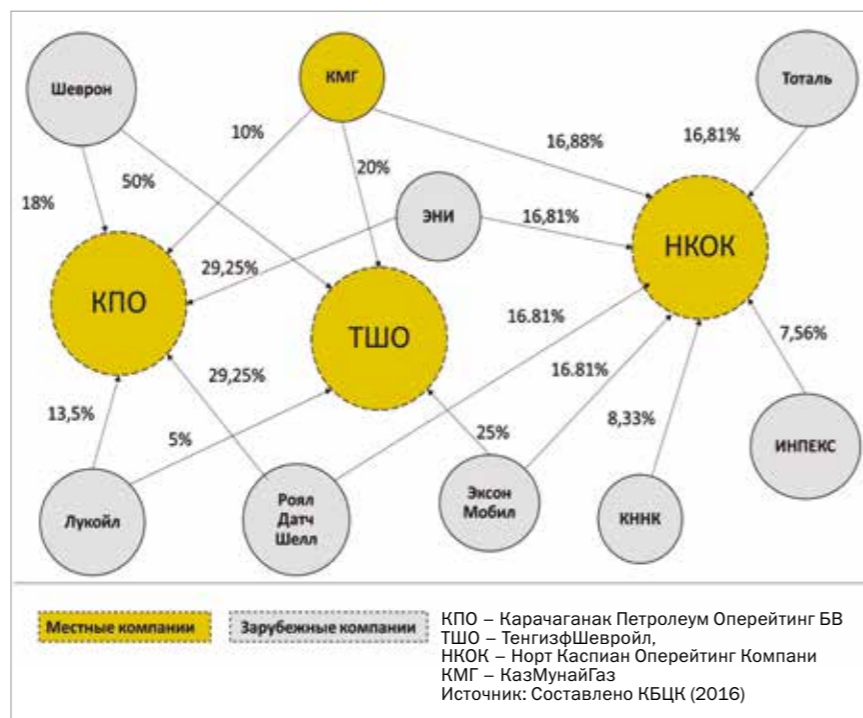 Шеврон
КМГ
Тоталь
10%
16,88%
16,81%
50%
20%
18%
ЭНИ
16,81%
НКОК
29,25%
КПО
ТШО
16.81%
7,56%
29,25%
16.81%
13,5%
8,33%
5%
25%
ИНПЕКС
Лукойл
Роял
Датч
Шелл
Эксон
Мобил
КННК
Местные компании
Зарубежные компании
КПО – Карачаганак Петролеум Оперейтинг БВ
ТШО – ТенгизфШевройл,
НКОК – Норт Каспиан Оперейтинг Компани
КМГ – КазМунайГаз
Источник: Составлено КБЦК (2016)